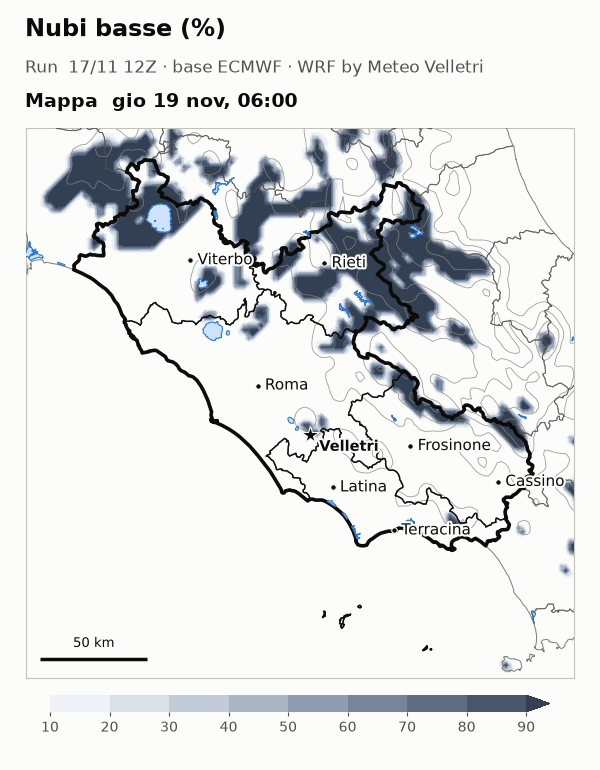 Nubi basse (%)
Run 17/11 12Z · base ECMWF · WRF by Meteo Velletri
Mappa gio 19 nov, 06:00
Viterbo
Rieti
Roma
Velletri
Frosinone
Cassino
Latina
Terracina
50 km
10 20 30 40 50 60 70 80 90